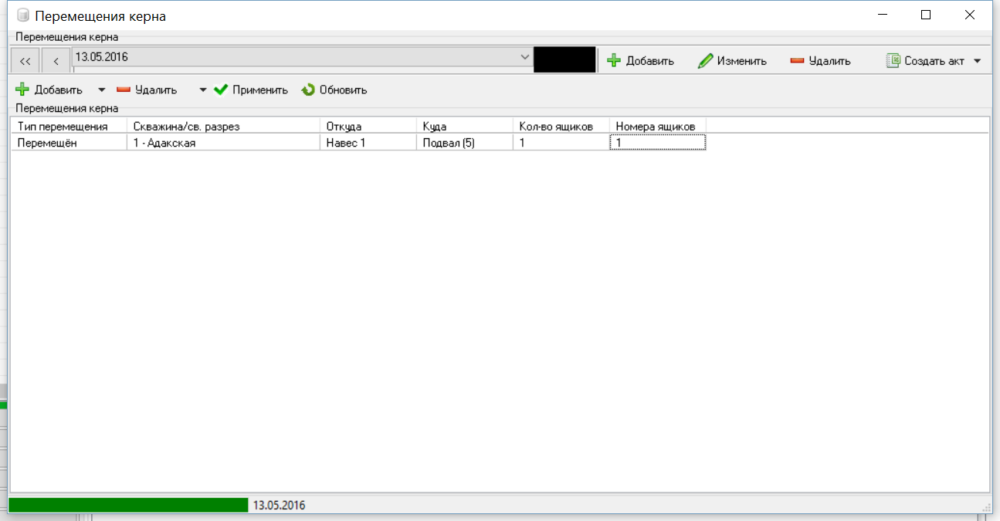 Перемещения керна
Перемещения керна
<< < 13.05.2016 Добавить Изменить Удалить Создать акт
Добавить Удалить Применить Обновить
Перемещения керна
Тип перемещения Скважина/св. разрез Откуда Куда Кол-во ящиков Номера ящиков
Перемещён 1 - Адакская Навес 1 Подвал (5) 1 1
13.05.2016